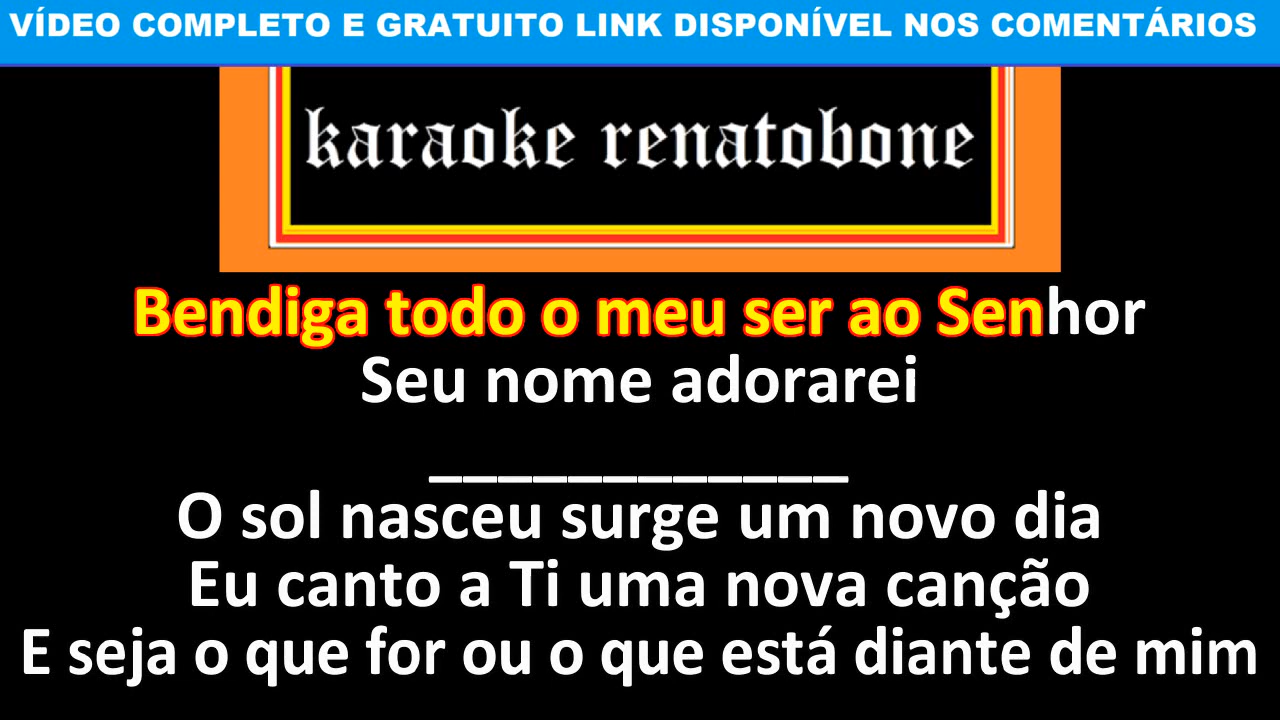 VÍDEO COMPLETO E GRATUITO LINK DISPONÍVEL NOS COMENTÁRIOS
karaoke renatobone
Bendiga todo o meu ser ao Senhor
Seu nome adorarei
____________
O sol nasceu surge um novo dia
Eu canto a Ti uma nova canção
E seja o que for ou o que está diante de mim